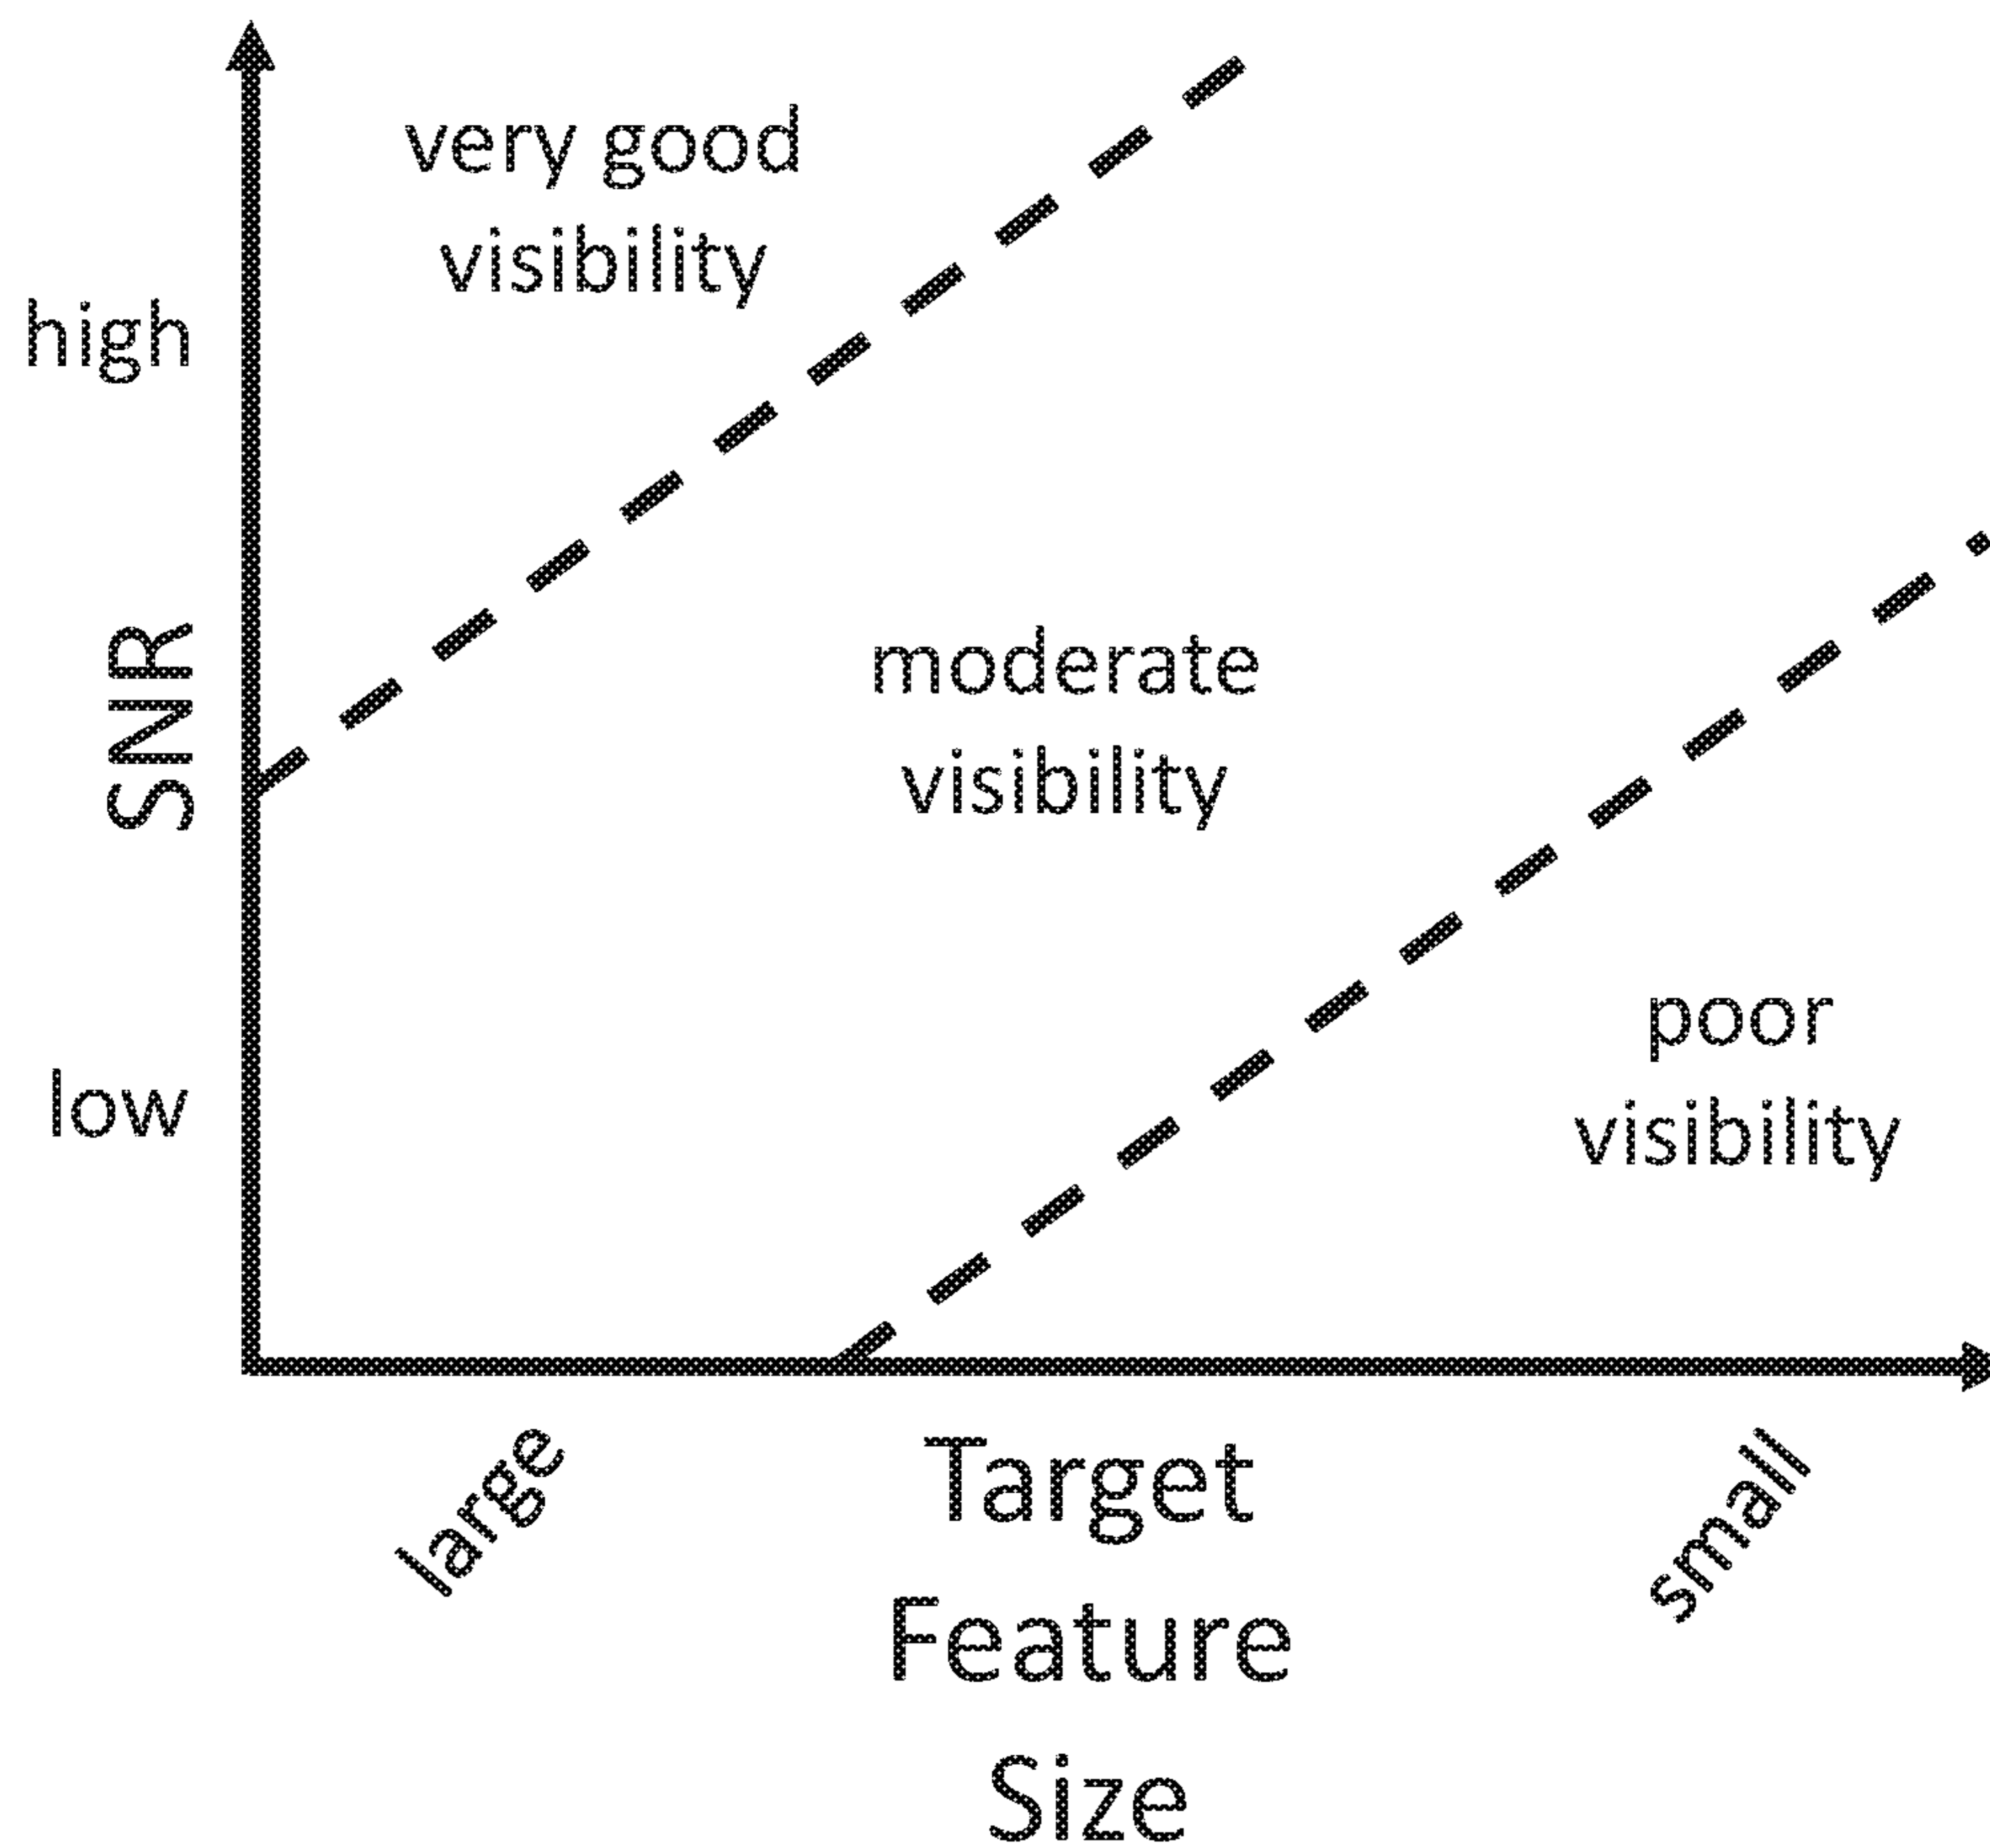 very good
visibility
high
SNR
moderate
visibility
low
poor
visibility
large
Target
Feature
Size
small